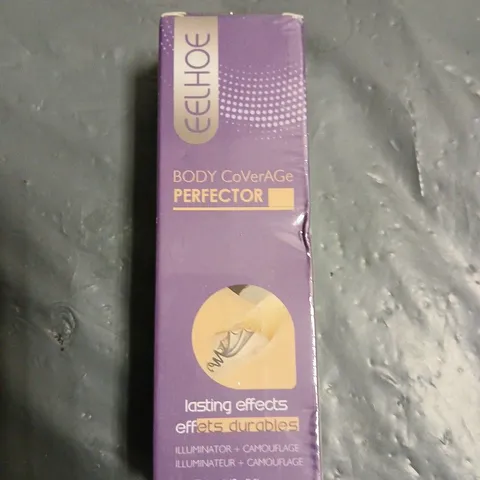 EELHOE
BODY CoVerAGe
PERFECTOR
lasting effects
effets durables
ILLUMINATOR + CAMOUFLAGE
ILLUMINATEUR + CAMOUFLAGE